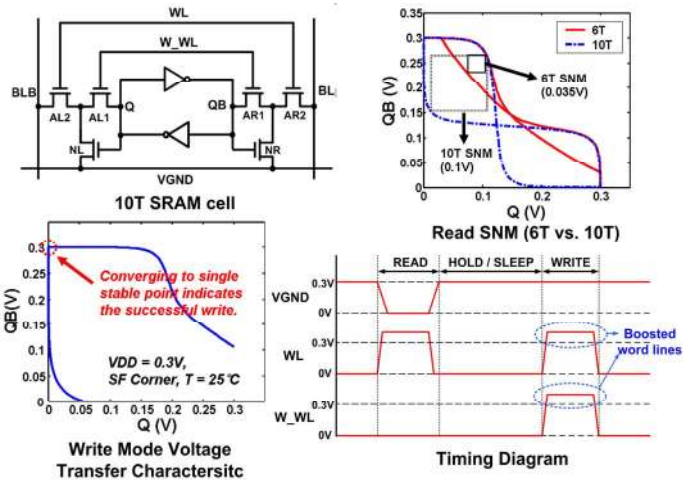 WL
W_WL
BLB
BL
AL2
AL1
Q
QB
AR1
AR2
NL
NR
VGND
10T SRAM cell
QB (V)
0.3
0.25
0.2
0.15
0.1
0.05
0
6T
10T
6T SNM
(0.035V)
10T SNM
(0.1V)
0
0.1
0.2
0.3
Q (V)
Read SNM (6T vs. 10T)
QB(V)
0.3
0.25
0.2
0.15
0.1
0.05
0
Converging to single
stable point indicates
the successful write.
VDD = 0.3V,
SF Corner, T = 25°C
0
0.05
0.1
0.15
0.2
0.25
0.3
Q (V)
Write Mode Voltage
Transfer Charactersitc
READ
HOLD / SLEEP
WRITE
VGND
0.3V
0V
WL
0.3V
0V
W_WL
0.3V
0V
Boosted
word lines
Timing Diagram